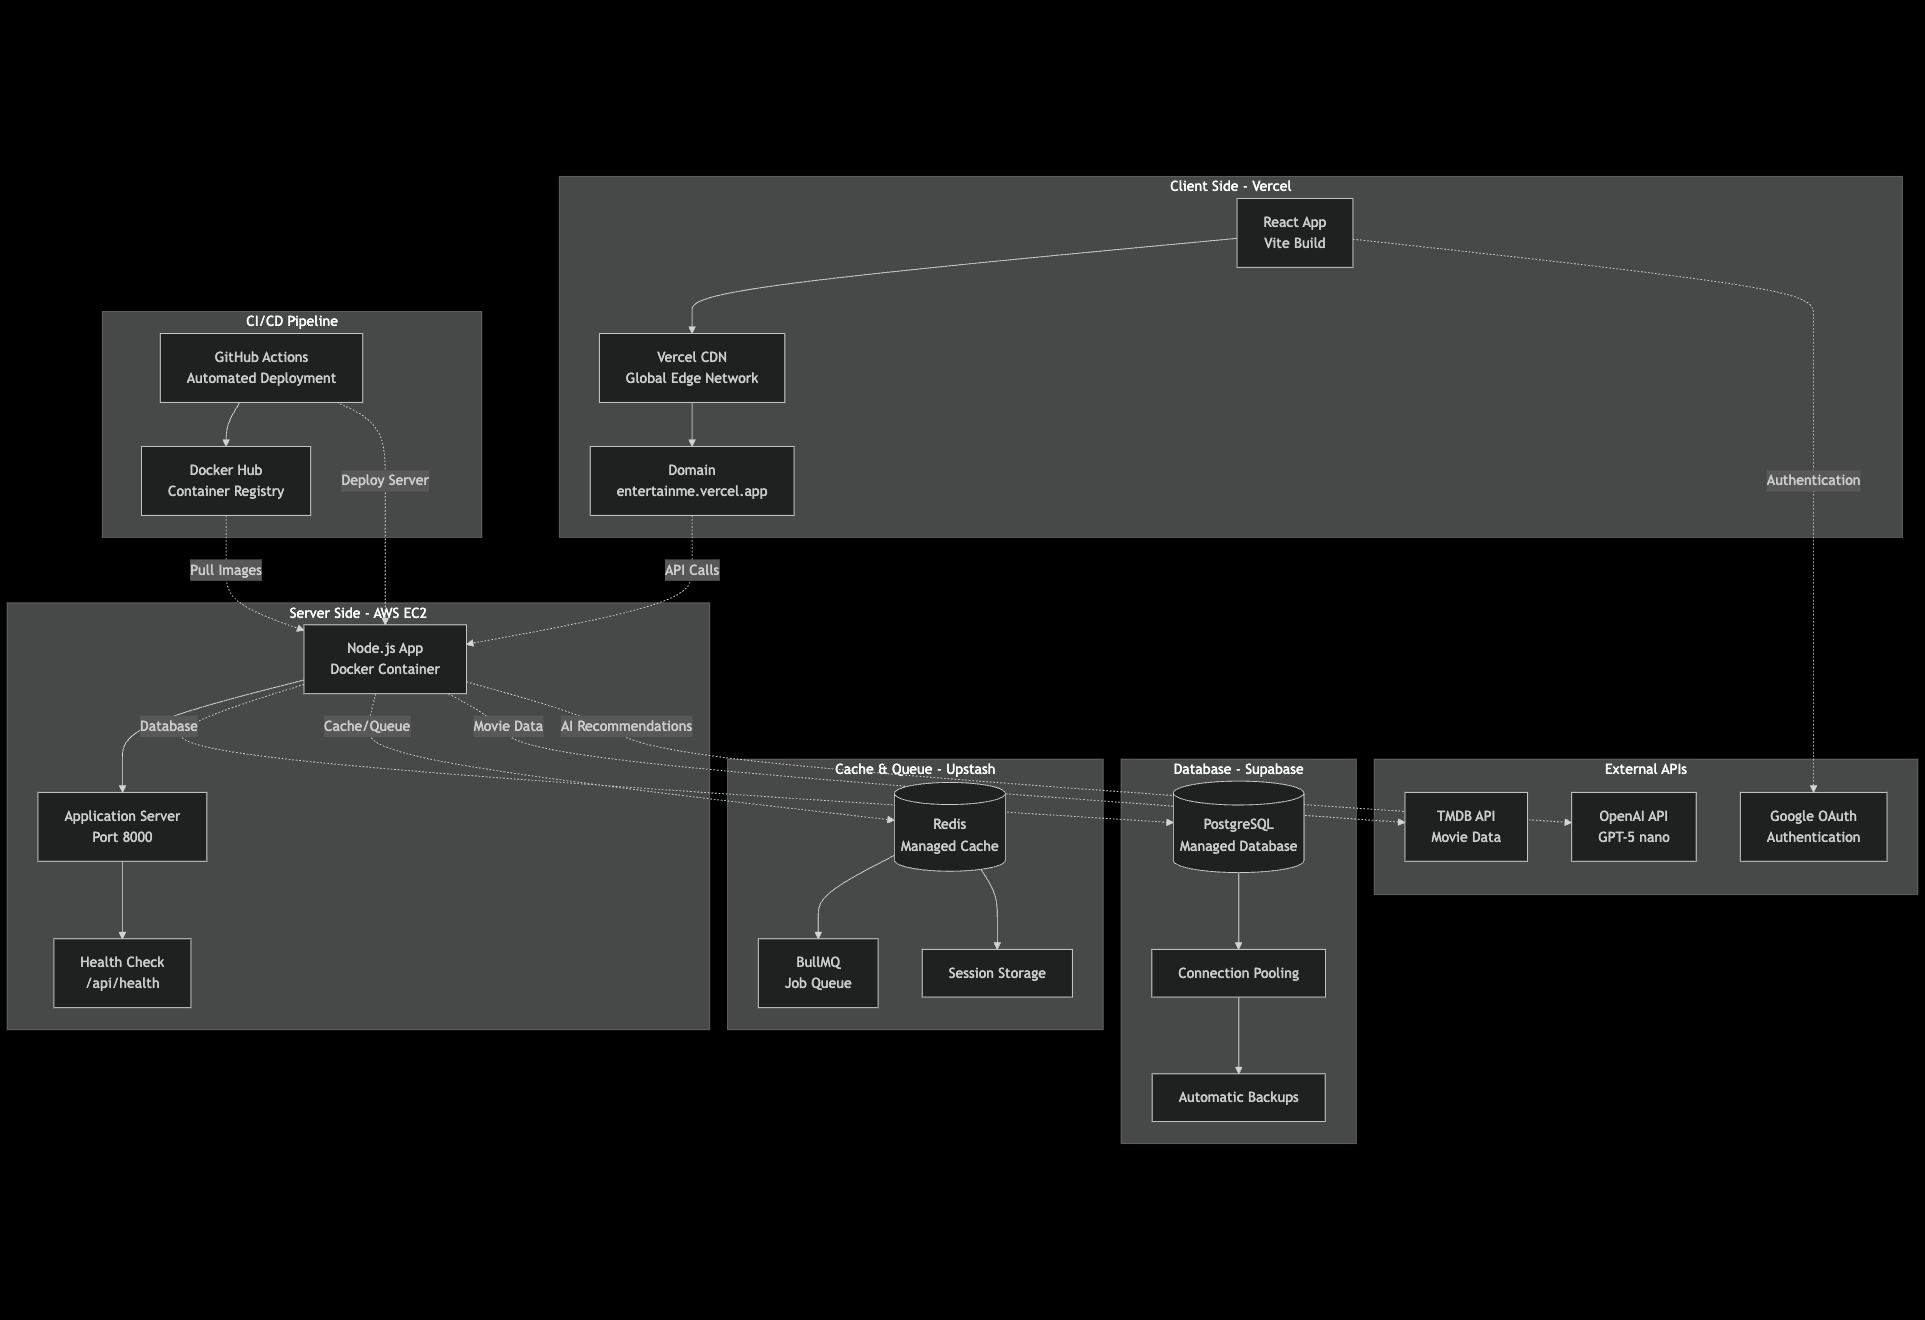 Client Side - Vercel
React App
Vite Build
Vercel CDN
Global Edge Network
Domain
entertainme.vercel.app
Authentication
API Calls
CI/CD Pipeline
GitHub Actions
Automated Deployment
Docker Hub
Container Registry
Deploy Server
Pull Images
Server Side - AWS EC2
Node.js App
Docker Container
Database
Cache/Queue
Movie Data
AI Recommendations
Application Server
Port 8000
Health Check
/api/health
Cache & Queue - Upstash
Redis
Managed Cache
BullMQ
Job Queue
Session Storage
Database - Supabase
PostgreSQL
Managed Database
Connection Pooling
Automatic Backups
External APIs
TMDB API
Movie Data
OpenAI API
GPT-5 nano
Google OAuth
Authentication